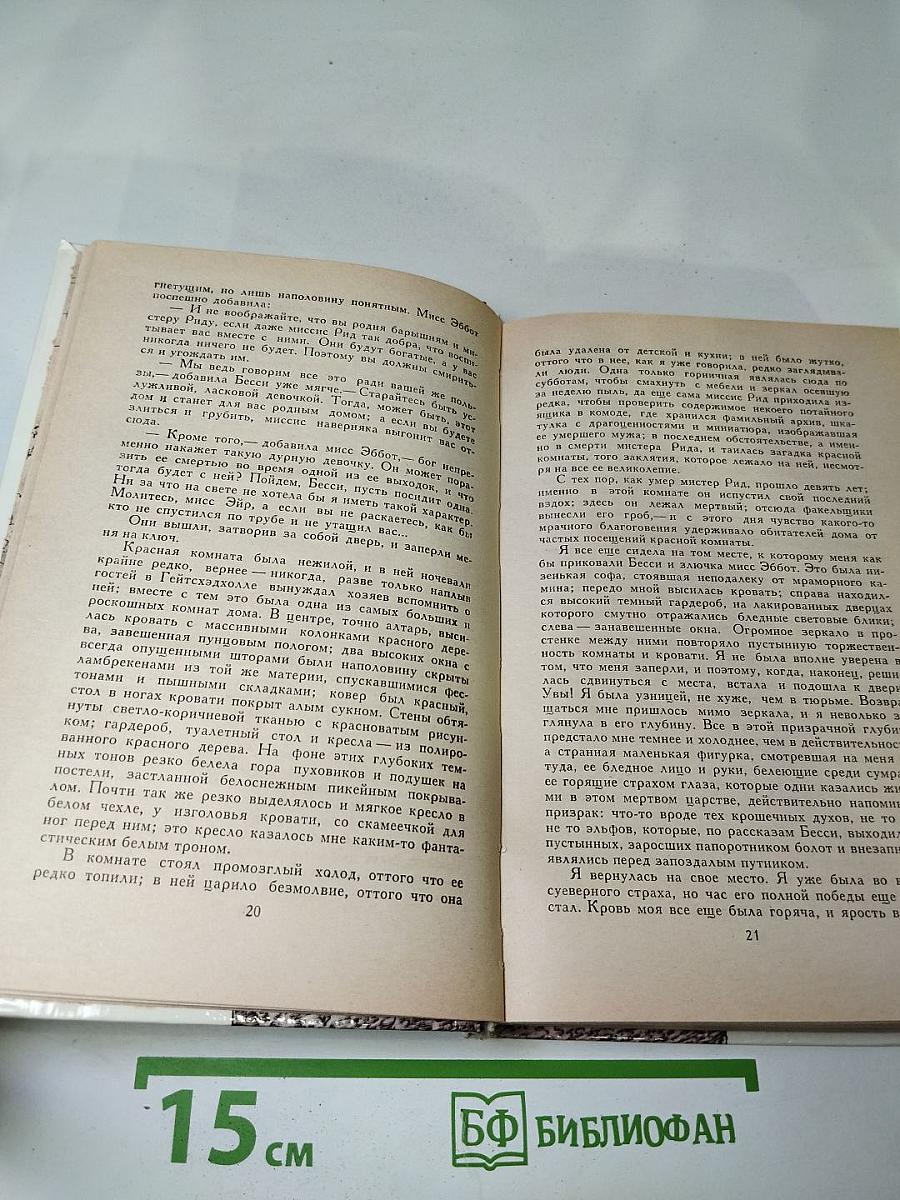 гнетущим, но лишь наполовину понятным. Мисс Эббот
поспешно добавила:
— И не воображайте, что вы родня барышням и ми-
стеру Риду, если даже миссис Рид так добра, что воспи-
тывает вас вместе с ними. Они будут богатые, а у вас
никогда ничего не будет. Поэтому вы должны смирить-
ся и угождать им.
— Мы ведь говорим все это ради вашей же поль-
зы,— добавила Бесси уже мягче.— Старайтесь быть ус-
лужливой, ласковой девочкой. Тогда, может быть, этот
дом и станет для вас родным домом; а если вы будете
злиться и грубить, миссис наверняка выгонит вас от-
сюда.
— Кроме того,— добавила мисс Эббот,— бог непре-
менно накажет такую дурную девочку. Он может пора-
зить ее смертью во время одной из ее выходок, и что
тогда будет с ней? Пойдем, Бесси, пусть посидит одна.
Ни за что на свете не хотела бы я иметь такой характер.
Молитесь, мисс Эйр, а если вы не раскаетесь, как бы
кто не спустился по трубе и не утащил вас...
Они вышли, затворив за собой дверь, и заперли ме-
ня на ключ.
Красная комната была нежилой, и в ней ночевали
крайне редко, вернее — никогда, разве только наплыв
гостей в Гейтсхэдхолле вынуждал хозяев вспомнить о
ней; вместе с тем это была одна из самых больших и
роскошных комнат дома. В центре, точно алтарь, выси-
лась кровать с массивными колонками красного дере-
ва, завешенная пунцовым пологом; два высоких окна с
всегда опущенными шторами были наполовину скрыты
ламбрекенами из той же материи, спускавшимися фес-
тонами и пышными складками; ковер был красный,
стол в ногах кровати покрыт алым сукном. Стены обтя-
нуты светло-коричневой тканью с красноватым рисун-
ком; гардероб, туалетный стол и кресла — из полиро-
ванного красного дерева. На фоне этих глубоких тем-
ных тонов резко белела гора пуховиков и подушек на
постели, застланной белоснежным пикейным покрыва-
лом. Почти так же резко выделялось и мягкое кресло в
белом чехле, у изголовья кровати, со скамеечкой для
ног перед ним; это кресло казалось мне каким-то фанта-
стическим белым троном.
В комнате стоял промозглый холод, оттого что ее
редко топили; в ней царило безмолвие, оттого что она
20
была удалена от детской и кухни; в ней было жутко,
оттого что в нее, как я уже говорила, редко заглядыва-
ли люди. Одна только горничная являлась сюда по
субботам, чтобы смахнуть с мебели и зеркал осевшую
за неделю пыль, да еще сама миссис Рид приходила из-
редка, чтобы проверить содержимое некоего потайного
ящика в комоде, где хранился фамильный архив, шка-
тулка с драгоценностями и миниатюра, изображавшая
ее умершего мужа; в последнем обстоятельстве, а имен-
но в смерти мистера Рида, и таилась загадка красной
комнаты, того заклятия, которое лежало на ней, несмот-
ря на все ее великолепие.
С тех пор, как умер мистер Рид, прошло девять лет;
именно в этой комнате он испустил свой последний
вздох; здесь он лежал мертвый; отсюда факельщики
вынесли его гроб,— и с этого дня чувство какого-то
мрачного благоговения удерживало обитателей дома от
частых посещений красной комнаты.
Я все еще сидела на том месте, к которому меня как
бы приковали Бесси и злючка мисс Эббот. Это была ни-
зенькая софа, стоявшая неподалеку от мраморного ка-
мина; передо мной высилась кровать; справа находил-
ся высокий темный гардероб, на лакированных дверцах
которого смутно отражались бледные световые блики;
слева — занавешенные окна. Огромное зеркало в про-
стенке между ними повторяло пустынную торжествен-
ность комнаты и кровати. Я не была вполне уверена в
том, что меня заперли, и поэтому, когда, наконец, реши
лась сдвинуться с места, встала и подошла к двери
Увы! Я была узницей, не хуже, чем в тюрьме. Возвра
щаться мне пришлось мимо зеркала, и я невольно з
глянула в его глубину. Все в этой призрачной глуби
предстало мне темнее и холоднее, чем в действительнос
а странная маленькая фигурка, смотревшая на меня
туда, ее бледное лицо и руки, белеющие среди сумра
ее горящие страхом глаза, которые одни казались жи
ми в этом мертвом царстве, действительно напомин
призрак: что-то вроде тех крошечных духов, не то
не то эльфов, которые, по рассказам Бесси, выходил
пустынных, заросших папоротником болот и внезапн
являлись перед запоздалым путником.
Я вернулась на свое место. Я уже была во в
суеверного страха, но час его полной победы еще
стал. Кровь моя все еще была горяча, и ярость в
21
15 см
БФ БИБЛИОФАН